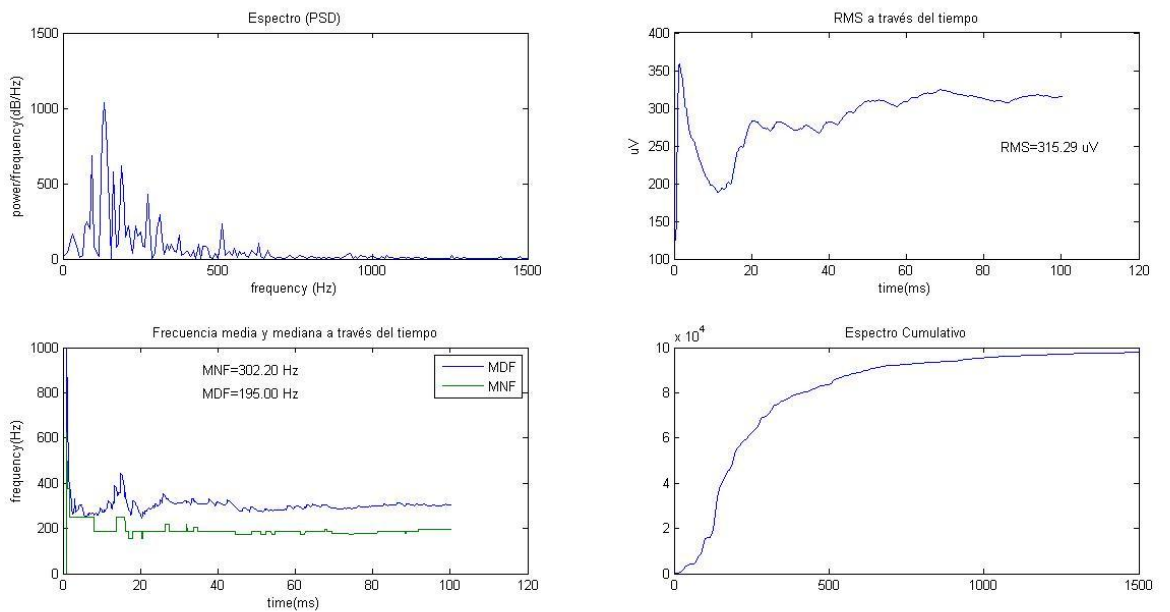 Espectro (PSD)
1500
1000
500
0
power/frequency(dB/Hz)
0 500 1000 1500
frequency (Hz)
RMS a través del tiempo
400
350
300
250
200
150
100
uV
RMS=315.29 uV
0 20 40 60 80 100 120
time(ms)
Frecuencia media y mediana a través del tiempo
1000
800
600
400
200
0
frequency(Hz)
MNF=302.20 Hz
MDF=195.00 Hz
MDF
MNF
0 20 40 60 80 100 120
time(ms)
Espectro Cumulativo
x 10^4
10
8
6
4
2
0
0 500 1000 1500